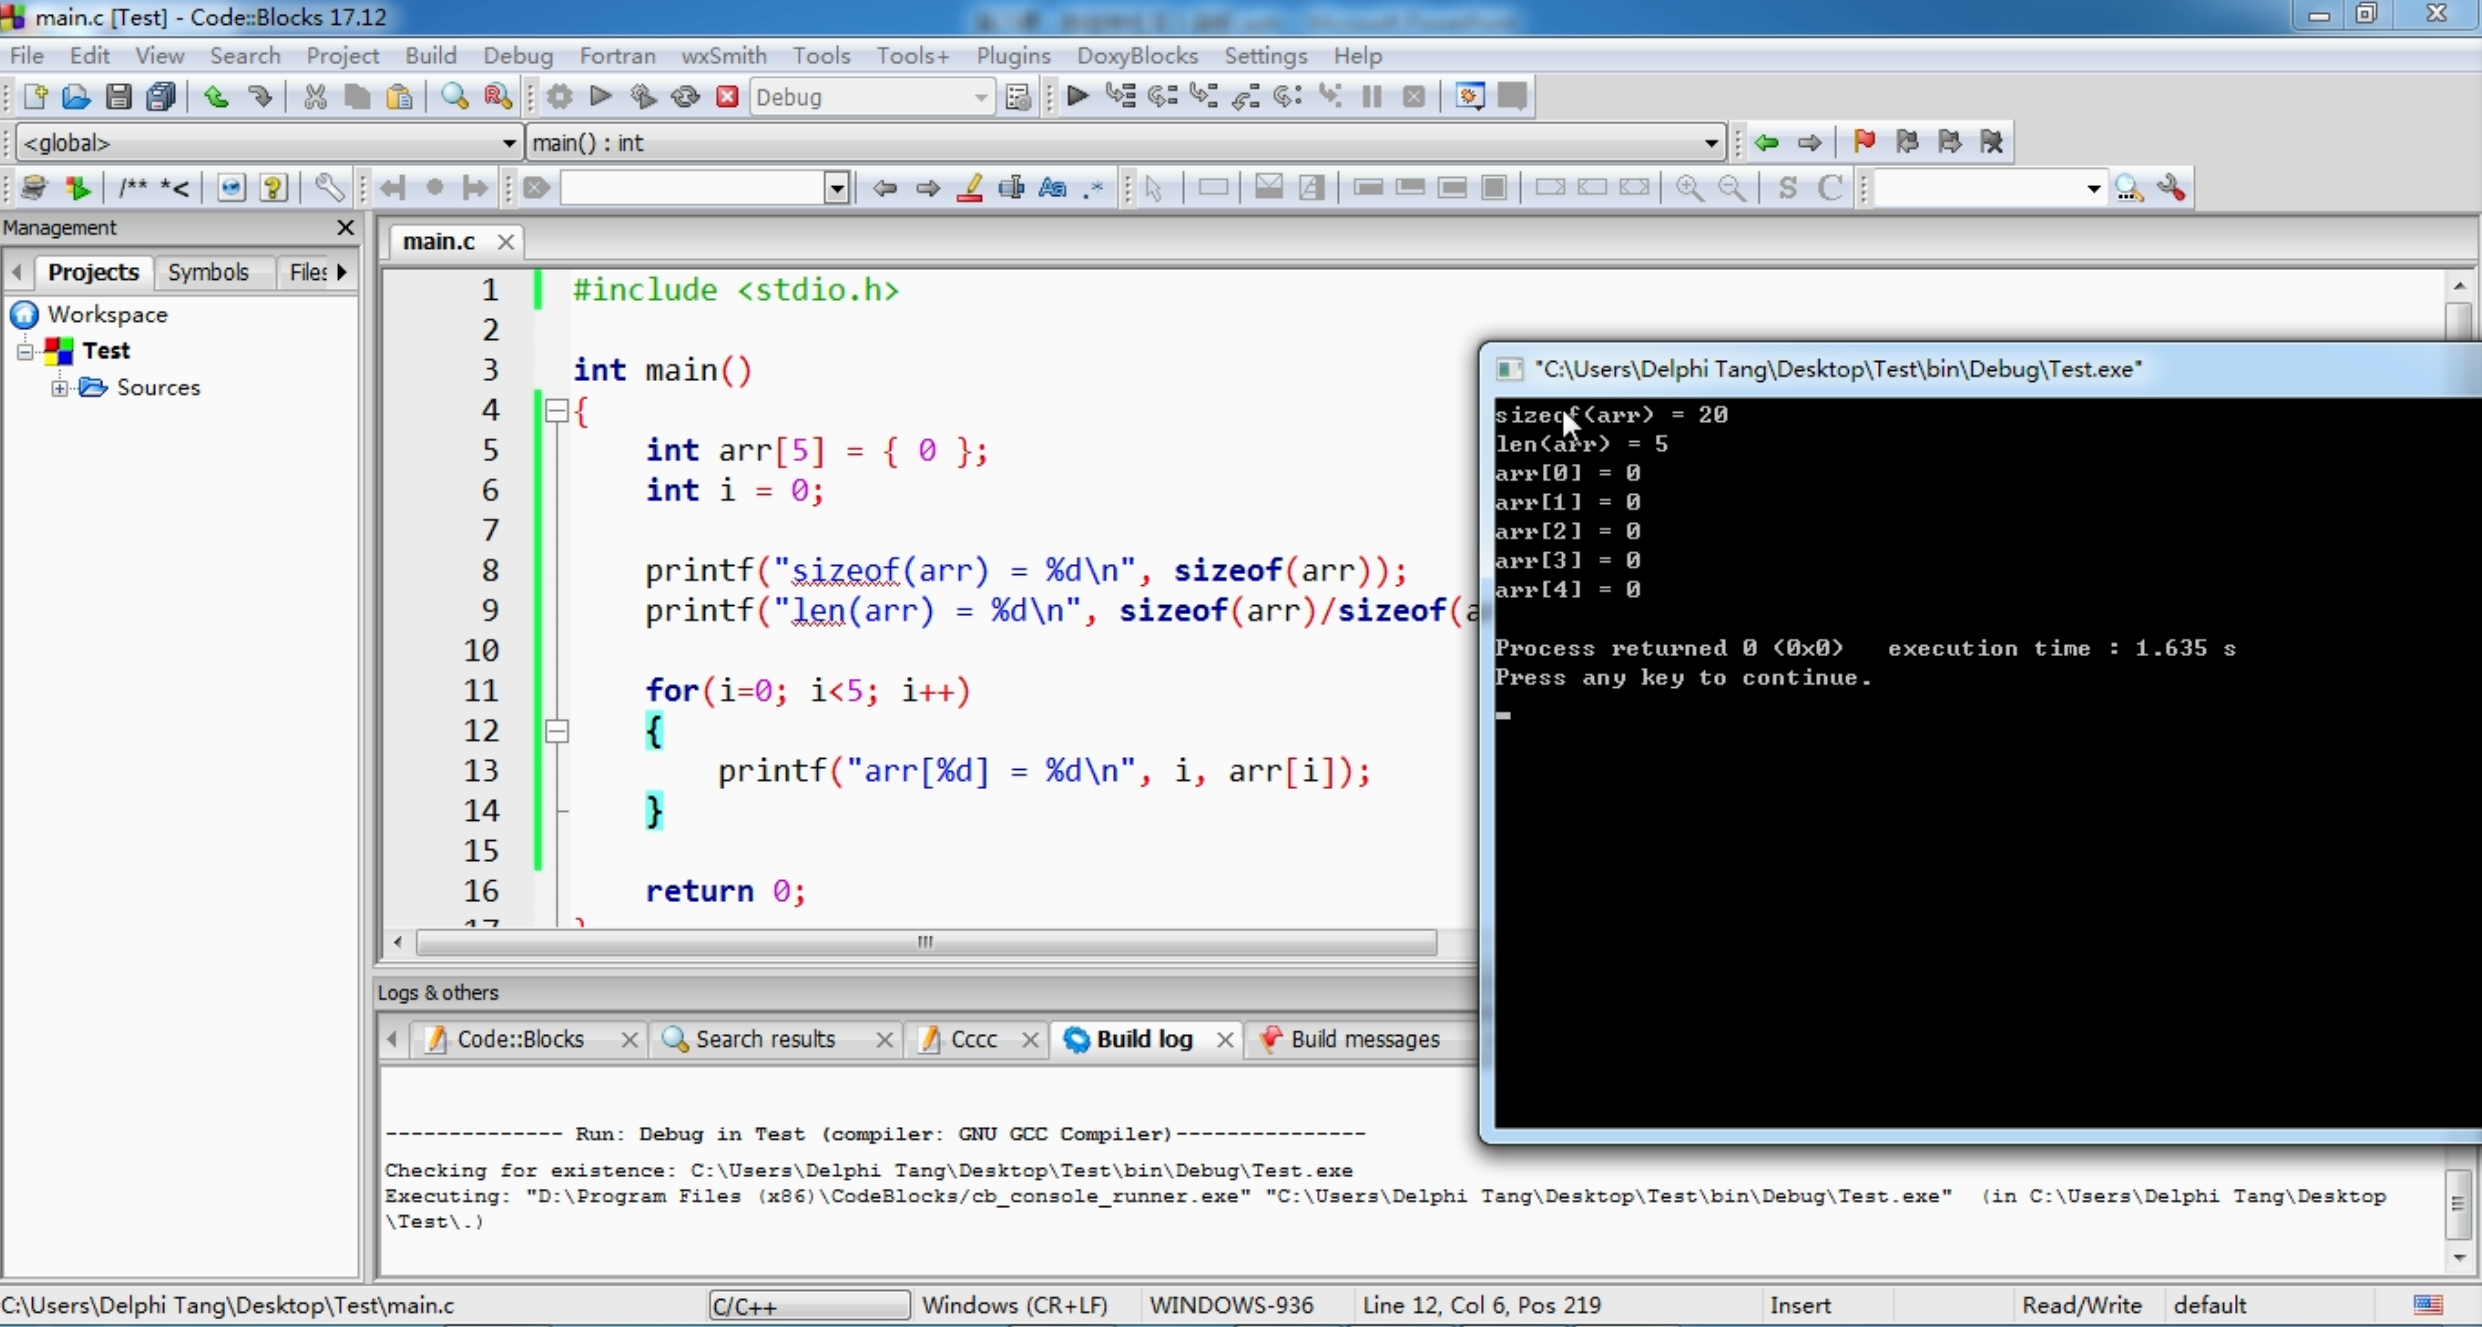 main.c [Test] - Code::Blocks 17.12
File Edit View Search Project Build Debug Fortran wxSmith Tools Tools+ Plugins DoxyBlocks Settings Help
Debug
<global> main() : int
/** *<
S C
Management
Projects Symbols Files
Workspace
Test
Sources
main.c
1 #include <stdio.h>
2
3 int main()
4 {
5 int arr[5] = { 0 };
6 int i = 0;
7
8 printf("sizeof(arr) = %d\n", sizeof(arr));
9 printf("len(arr) = %d\n", sizeof(arr)/sizeof(a
10
11 for(i=0; i<5; i++)
12 {
13 printf("arr[%d] = %d\n", i, arr[i]);
14 }
15
16 return 0;
17 }
"C:\Users\Delphi Tang\Desktop\Test\bin\Debug\Test.exe"
sizeof(arr) = 20
len(arr) = 5
arr[0] = 0
arr[1] = 0
arr[2] = 0
arr[3] = 0
arr[4] = 0
Process returned 0 (0x0) execution time : 1.635 s
Press any key to continue.
Logs & others
Code::Blocks Search results Cccc Build log Build messages
-------------- Run: Debug in Test (compiler: GNU GCC Compiler)---------------
Checking for existence: C:\Users\Delphi Tang\Desktop\Test\bin\Debug\Test.exe
Executing: "D:\Program Files (x86)\CodeBlocks/cb_console_runner.exe" "C:\Users\Delphi Tang\Desktop\Test\bin\Debug\Test.exe" (in C:\Users\Delphi Tang\Desktop
\Test\.)
C:\Users\Delphi Tang\Desktop\Test\main.c C/C++ Windows (CR+LF) WINDOWS-936 Line 12, Col 6, Pos 219 Insert Read/Write default